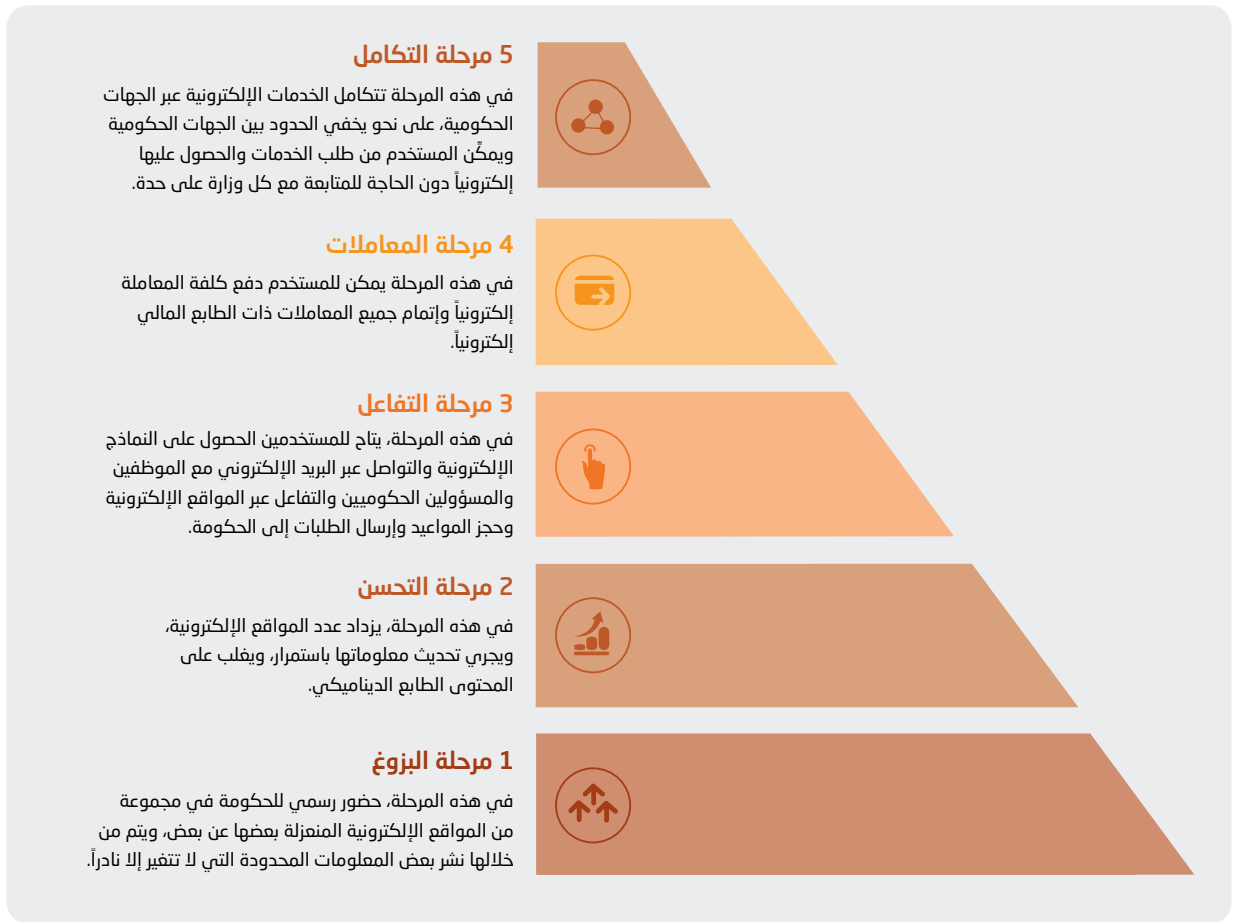 5 مرحلة التكامل
في هذه المرحلة تتكامل الخدمات الإلكترونية عبر الجهات
الحكومية، على نحو يخفي الحدود بين الجهات الحكومية
ويمكِّن المستخدم من طلب الخدمات والحصول عليها
إلكترونياً دون الحاجة للمتابعة مع كل وزارة على حدة.
4 مرحلة المعاملات
في هذه المرحلة يمكن للمستخدم دفع كلفة المعاملة
إلكترونياً وإتمام جميع المعاملات ذات الطابع المالي
إلكترونياً.
3 مرحلة التفاعل
في هذه المرحلة، يتاح للمستخدمين الحصول على النماذج
الإلكترونية والتواصل عبر البريد الإلكتروني مع الموظفين
والمسؤولين الحكوميين والتفاعل عبر المواقع الإلكترونية
وحجز المواعيد وإرسال الطلبات إلى الحكومة.
2 مرحلة التحسن
في هذه المرحلة، يزداد عدد المواقع الإلكترونية،
ويجري تحديث معلوماتها باستمرار، ويغلب على
المحتوى الطابع الديناميكي.
1 مرحلة البزوغ
في هذه المرحلة، حضور رسمي للحكومة في مجموعة
من المواقع الإلكترونية المنعزلة بعضها عن بعض، ويتم من
خلالها نشر بعض المعلومات المحدودة التي لا تتغير إلا نادراً.